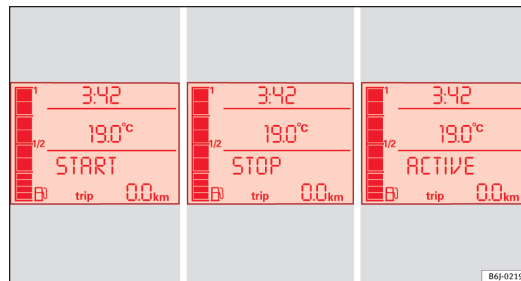 1
3:42
19.0°C
1/2
START
trip 0.0km
1
3:42
19.0°C
1/2
STOP
trip 0.0km
1
3:42
19.0°C
1/2
ACTIVE
trip 0.0km
B6J-0219